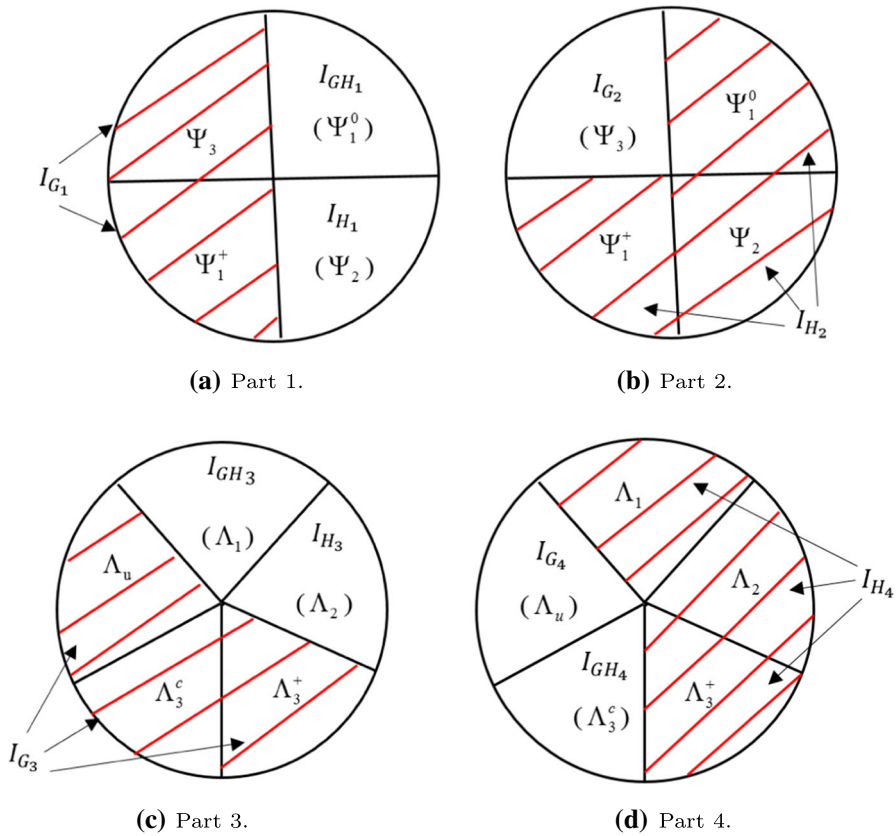 I_{GH_1}
(Ψ_1^0)
Ψ_3
I_{G_1}
I_{H_1}
(Ψ_2)
Ψ_1^+
(a) Part 1.
I_{G_2}
(Ψ_3)
Ψ_1^0
Ψ_1^+
Ψ_2
I_{H_2}
(b) Part 2.
I_{GH_3}
(Λ_1)
I_{H_3}
(Λ_2)
Λ_u
Λ_3^c
Λ_3^+
I_{G_3}
(c) Part 3.
Λ_1
I_{G_4}
(Λ_u)
Λ_2
I_{H_4}
I_{GH_4}
(Λ_3^c)
Λ_3^+
(d) Part 4.